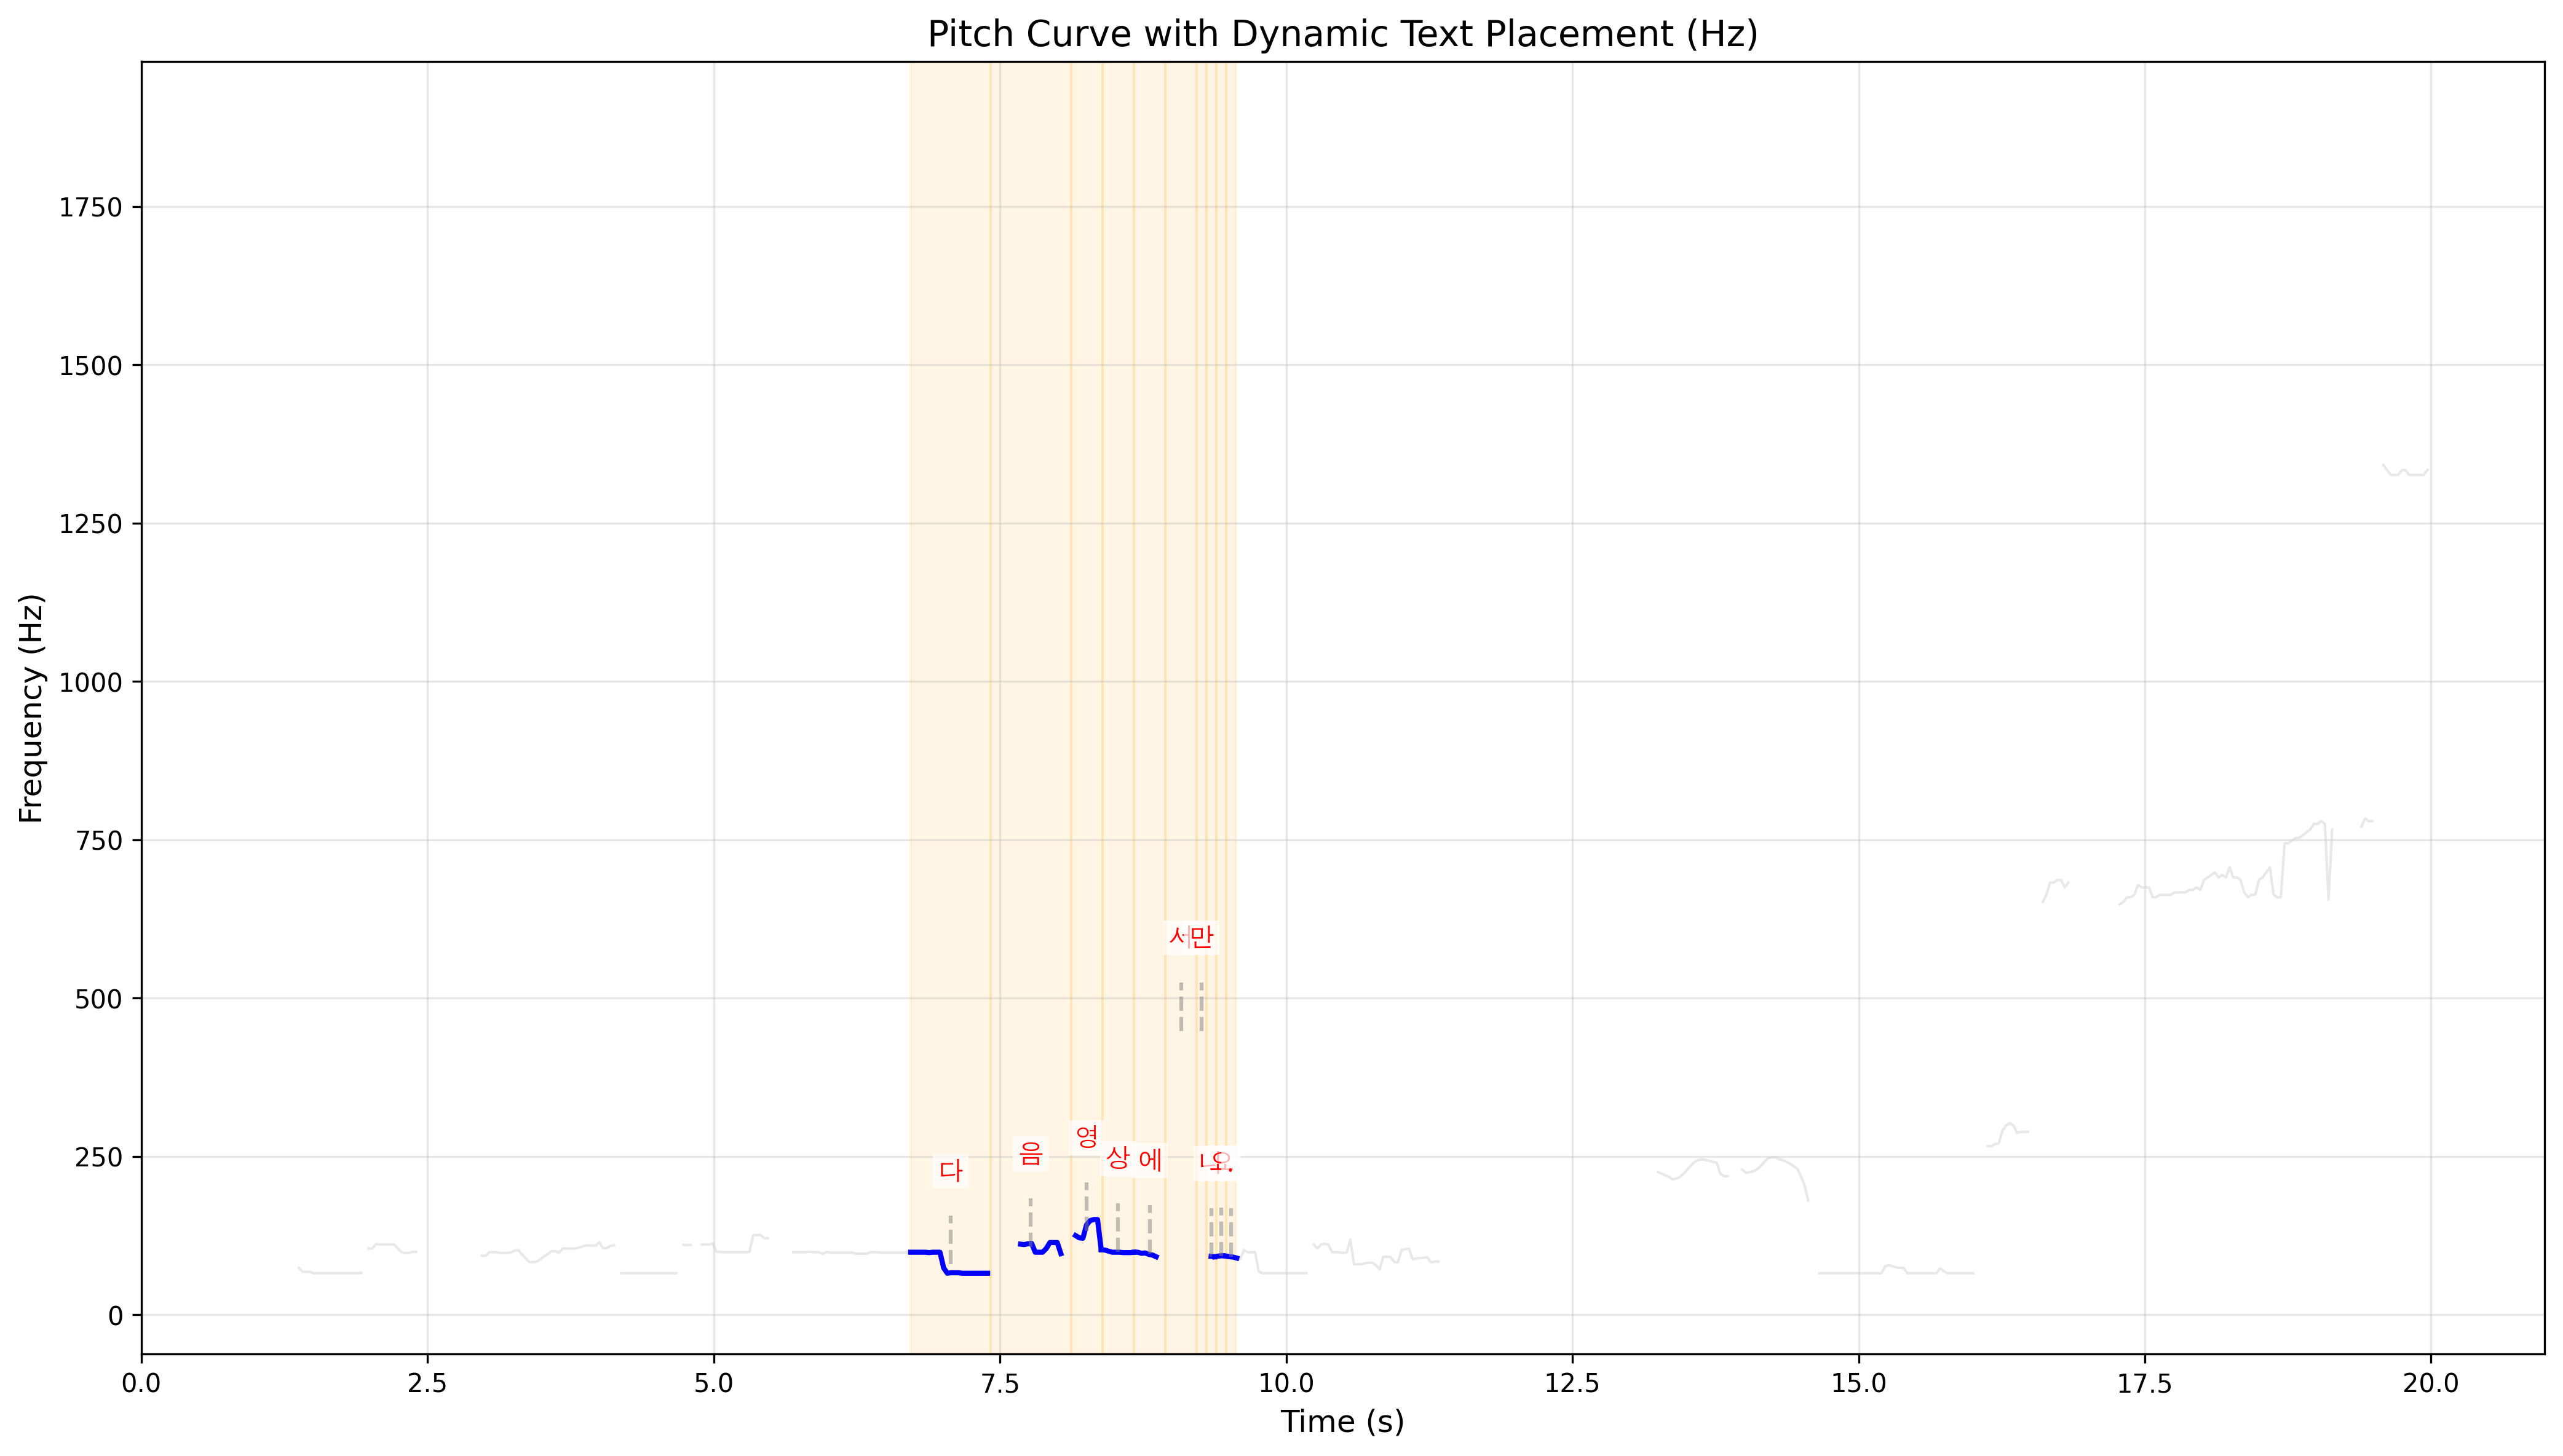 Pitch Curve with Dynamic Text Placement (Hz)
Frequency (Hz)
1750
1500
1250
1000
750
500
250
0
만
다 음 영 상 에
0.0 2.5 5.0 7.5 10.0 12.5 15.0 17.5 20.0
Time (s)